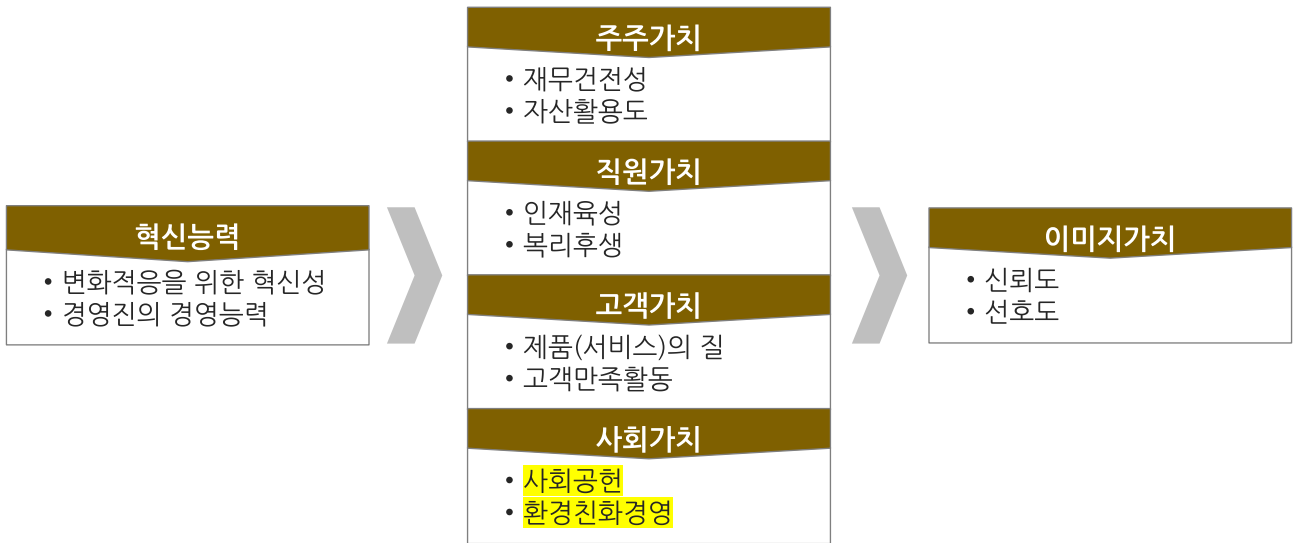 혁신능력
• 변화적응을 위한 혁신성
• 경영진의 경영능력
주주가치
• 재무건전성
• 자산활용도
직원가치
• 인재육성
• 복리후생
고객가치
• 제품(서비스)의 질
• 고객만족활동
사회가치
• 사회공헌
• 환경친화경영
이미지가치
• 신뢰도
• 선호도